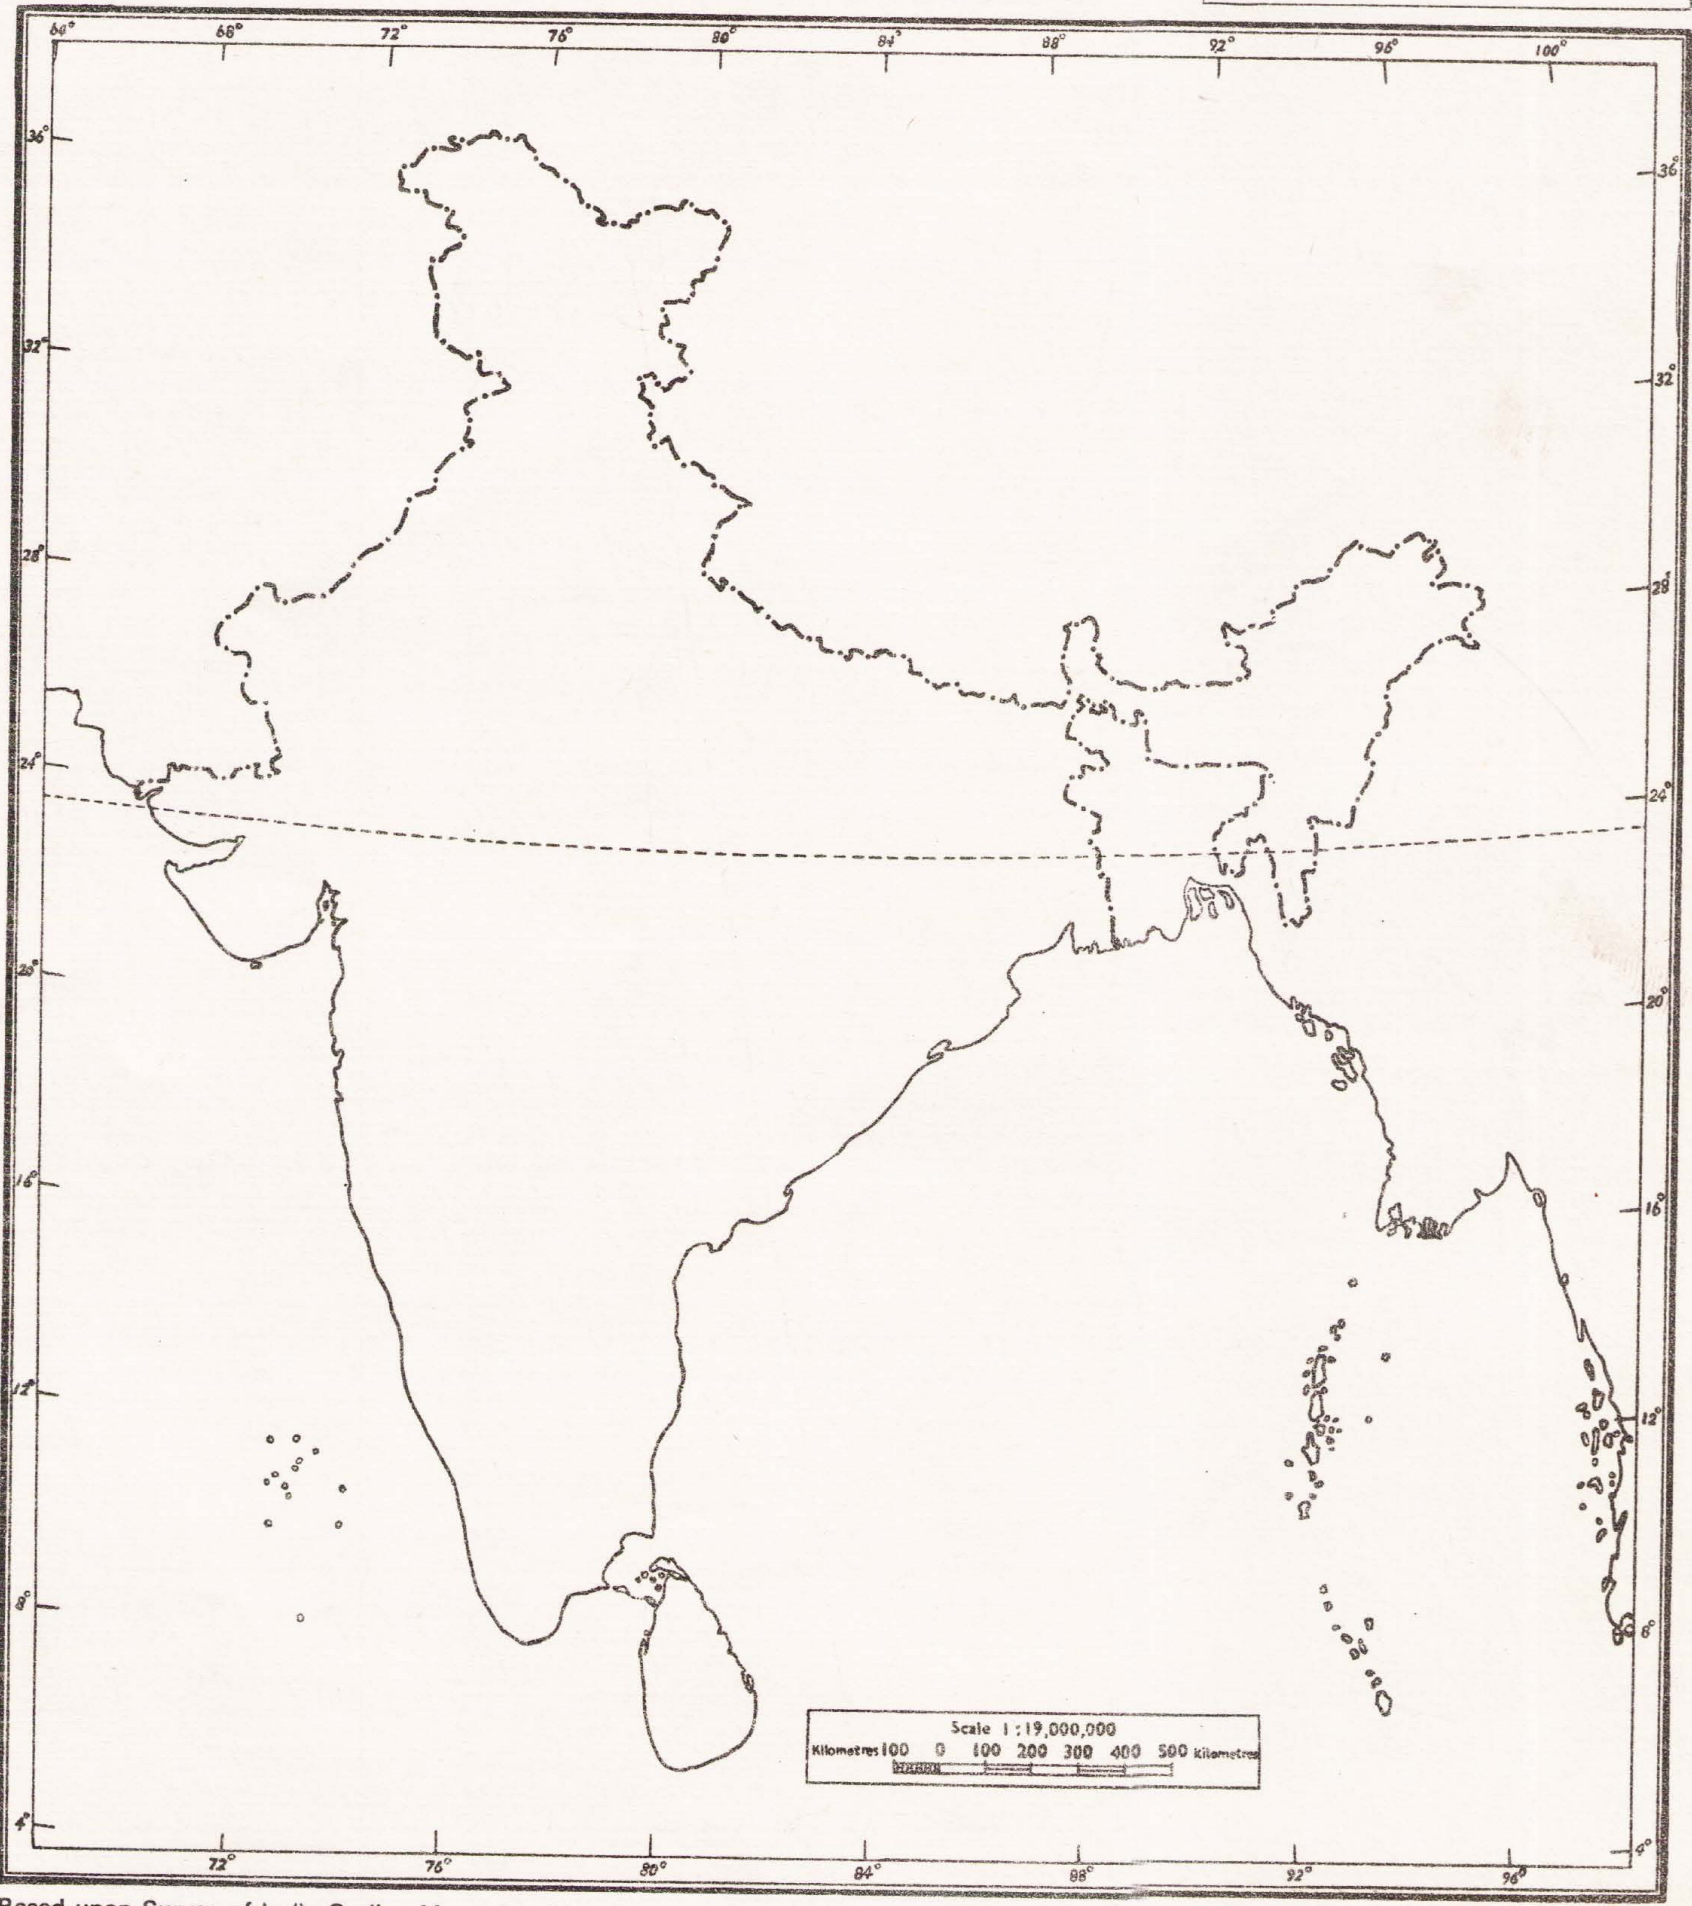 64° 68° 72° 76° 80° 84° 88° 92° 96° 100°
36° 36°
32° 32°
28° 28°
24° 24°
20° 20°
16° 16°
12° 12°
8° 8°
Scale 1:19,000,000
Kilometres 100 0 100 200 300 400 500 Kilometres
4° 4°
72° 76° 80° 84° 88° 92° 96°
Based upon Survey of India Outline